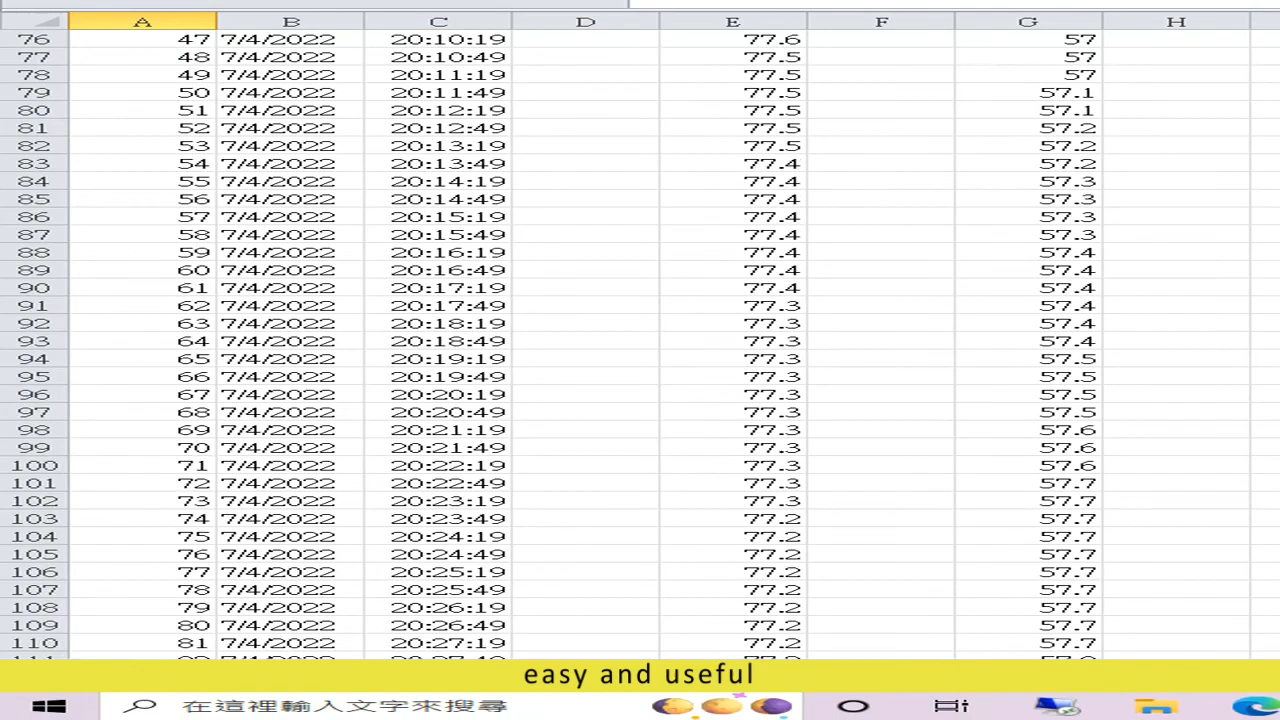 A B C D E F G H
76 47 7/4/2022 20:10:19 77.6 57
77 48 7/4/2022 20:10:49 77.5 57
78 49 7/4/2022 20:11:19 77.5 57
79 50 7/4/2022 20:11:49 77.5 57.1
80 51 7/4/2022 20:12:19 77.5 57.1
81 52 7/4/2022 20:12:49 77.5 57.2
82 53 7/4/2022 20:13:19 77.5 57.2
83 54 7/4/2022 20:13:49 77.4 57.2
84 55 7/4/2022 20:14:19 77.4 57.3
85 56 7/4/2022 20:14:49 77.4 57.3
86 57 7/4/2022 20:15:19 77.4 57.3
87 58 7/4/2022 20:15:49 77.4 57.3
88 59 7/4/2022 20:16:19 77.4 57.4
89 60 7/4/2022 20:16:49 77.4 57.4
90 61 7/4/2022 20:17:19 77.4 57.4
91 62 7/4/2022 20:17:49 77.3 57.4
92 63 7/4/2022 20:18:19 77.3 57.4
93 64 7/4/2022 20:18:49 77.3 57.4
94 65 7/4/2022 20:19:19 77.3 57.5
95 66 7/4/2022 20:19:49 77.3 57.5
96 67 7/4/2022 20:20:19 77.3 57.5
97 68 7/4/2022 20:20:49 77.3 57.5
98 69 7/4/2022 20:21:19 77.3 57.6
99 70 7/4/2022 20:21:49 77.3 57.6
100 71 7/4/2022 20:22:19 77.3 57.6
101 72 7/4/2022 20:22:49 77.3 57.7
102 73 7/4/2022 20:23:19 77.3 57.7
103 74 7/4/2022 20:23:49 77.2 57.7
104 75 7/4/2022 20:24:19 77.2 57.7
105 76 7/4/2022 20:24:49 77.2 57.7
106 77 7/4/2022 20:25:19 77.2 57.7
107 78 7/4/2022 20:25:49 77.2 57.7
108 79 7/4/2022 20:26:19 77.2 57.7
109 80 7/4/2022 20:26:49 77.2 57.7
110 81 7/4/2022 20:27:19 77.2 57.7
easy and useful
在這裡輸入文字來搜尋